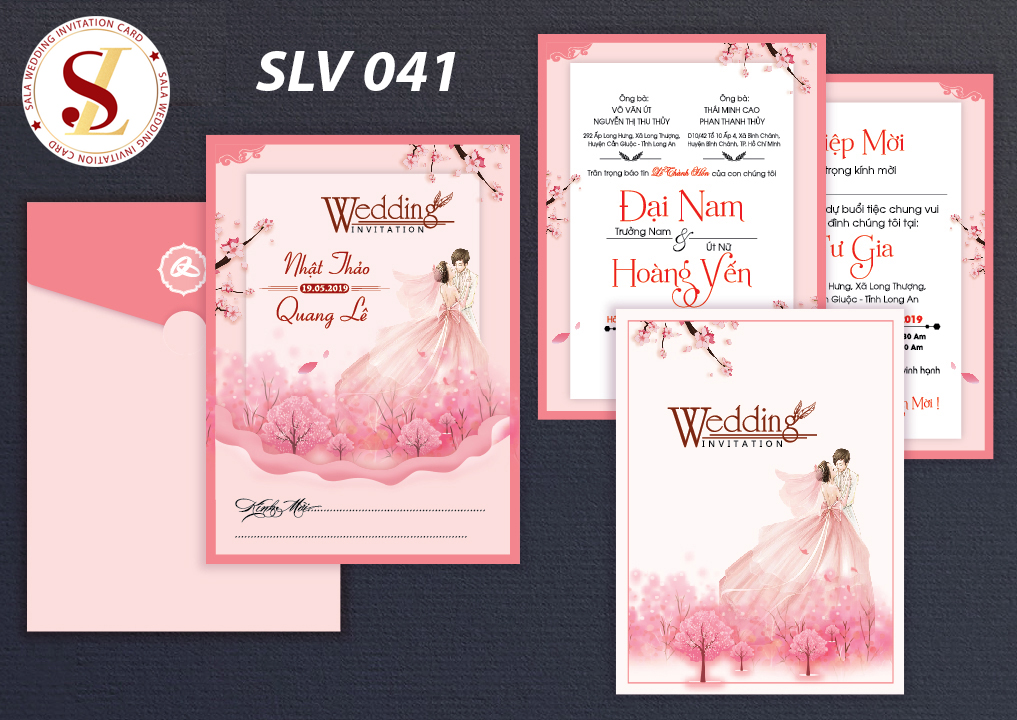 SALA WEDDING INVITATION CARD
SALA WEDDING INVITATION CARD
SL
SLV 041
Wedding
INVITATION
Nhật Thảo
19.05.2019
Quang Lê
Kính Mời
Ông bà:
VÕ VĂN ÚT
NGUYỄN THỊ THU THỦY
292 Ấp Long Hưng, Xã Long Thượng,
Huyện Cần Giuộc - Tỉnh Long An
Ông bà:
THÁI MINH CAO
PHAN THANH THỦY
D10/42 Tổ 10 Ấp 4, Xã Bình Chánh,
Huyện Bình Chánh, TP. Hồ Chí Minh
Trân trọng báo tin Lễ Thành Hôn của con chúng tôi
Đại Nam
Trưởng Nam
&
Út Nữ
Hoàng Yến
iệp Mời
trọng kính mời
dự buổi tiệc chung vui
đình chúng tôi tại:
Tư Gia
Hưng, Xã Long Thượng,
n Giuộc - Tỉnh Long An
2019
30 Am
0 Am
vinh hạnh
Mời !
Wedding
INVITATION